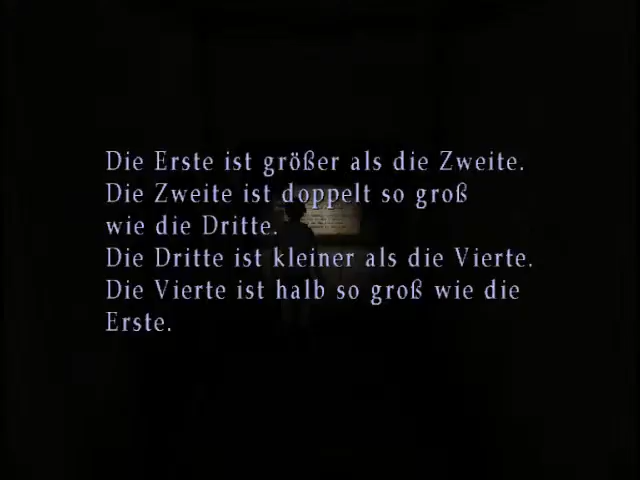 Die Erste ist größer als die Zweite.
Die Zweite ist doppelt so groß
wie die Dritte.
Die Dritte ist kleiner als die Vierte.
Die Vierte ist halb so groß wie die
Erste.